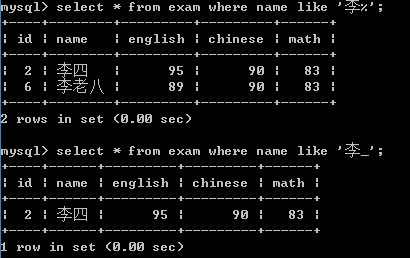 mysql> select * from exam where name like '李%';
+----+--------+---------+---------+------+
| id | name   | english | chinese | math |
+----+--------+---------+---------+------+
|  2 | 李四   |      95 |      90 |   83 |
|  6 | 李老八 |      89 |      90 |   83 |
+----+--------+---------+---------+------+
2 rows in set (0.00 sec)
mysql> select * from exam where name like '李_';
+----+------+---------+---------+------+
| id | name | english | chinese | math |
+----+------+---------+---------+------+
|  2 | 李四 |      95 |      90 |   83 |
+----+------+---------+---------+------+
1 row in set (0.00 sec)